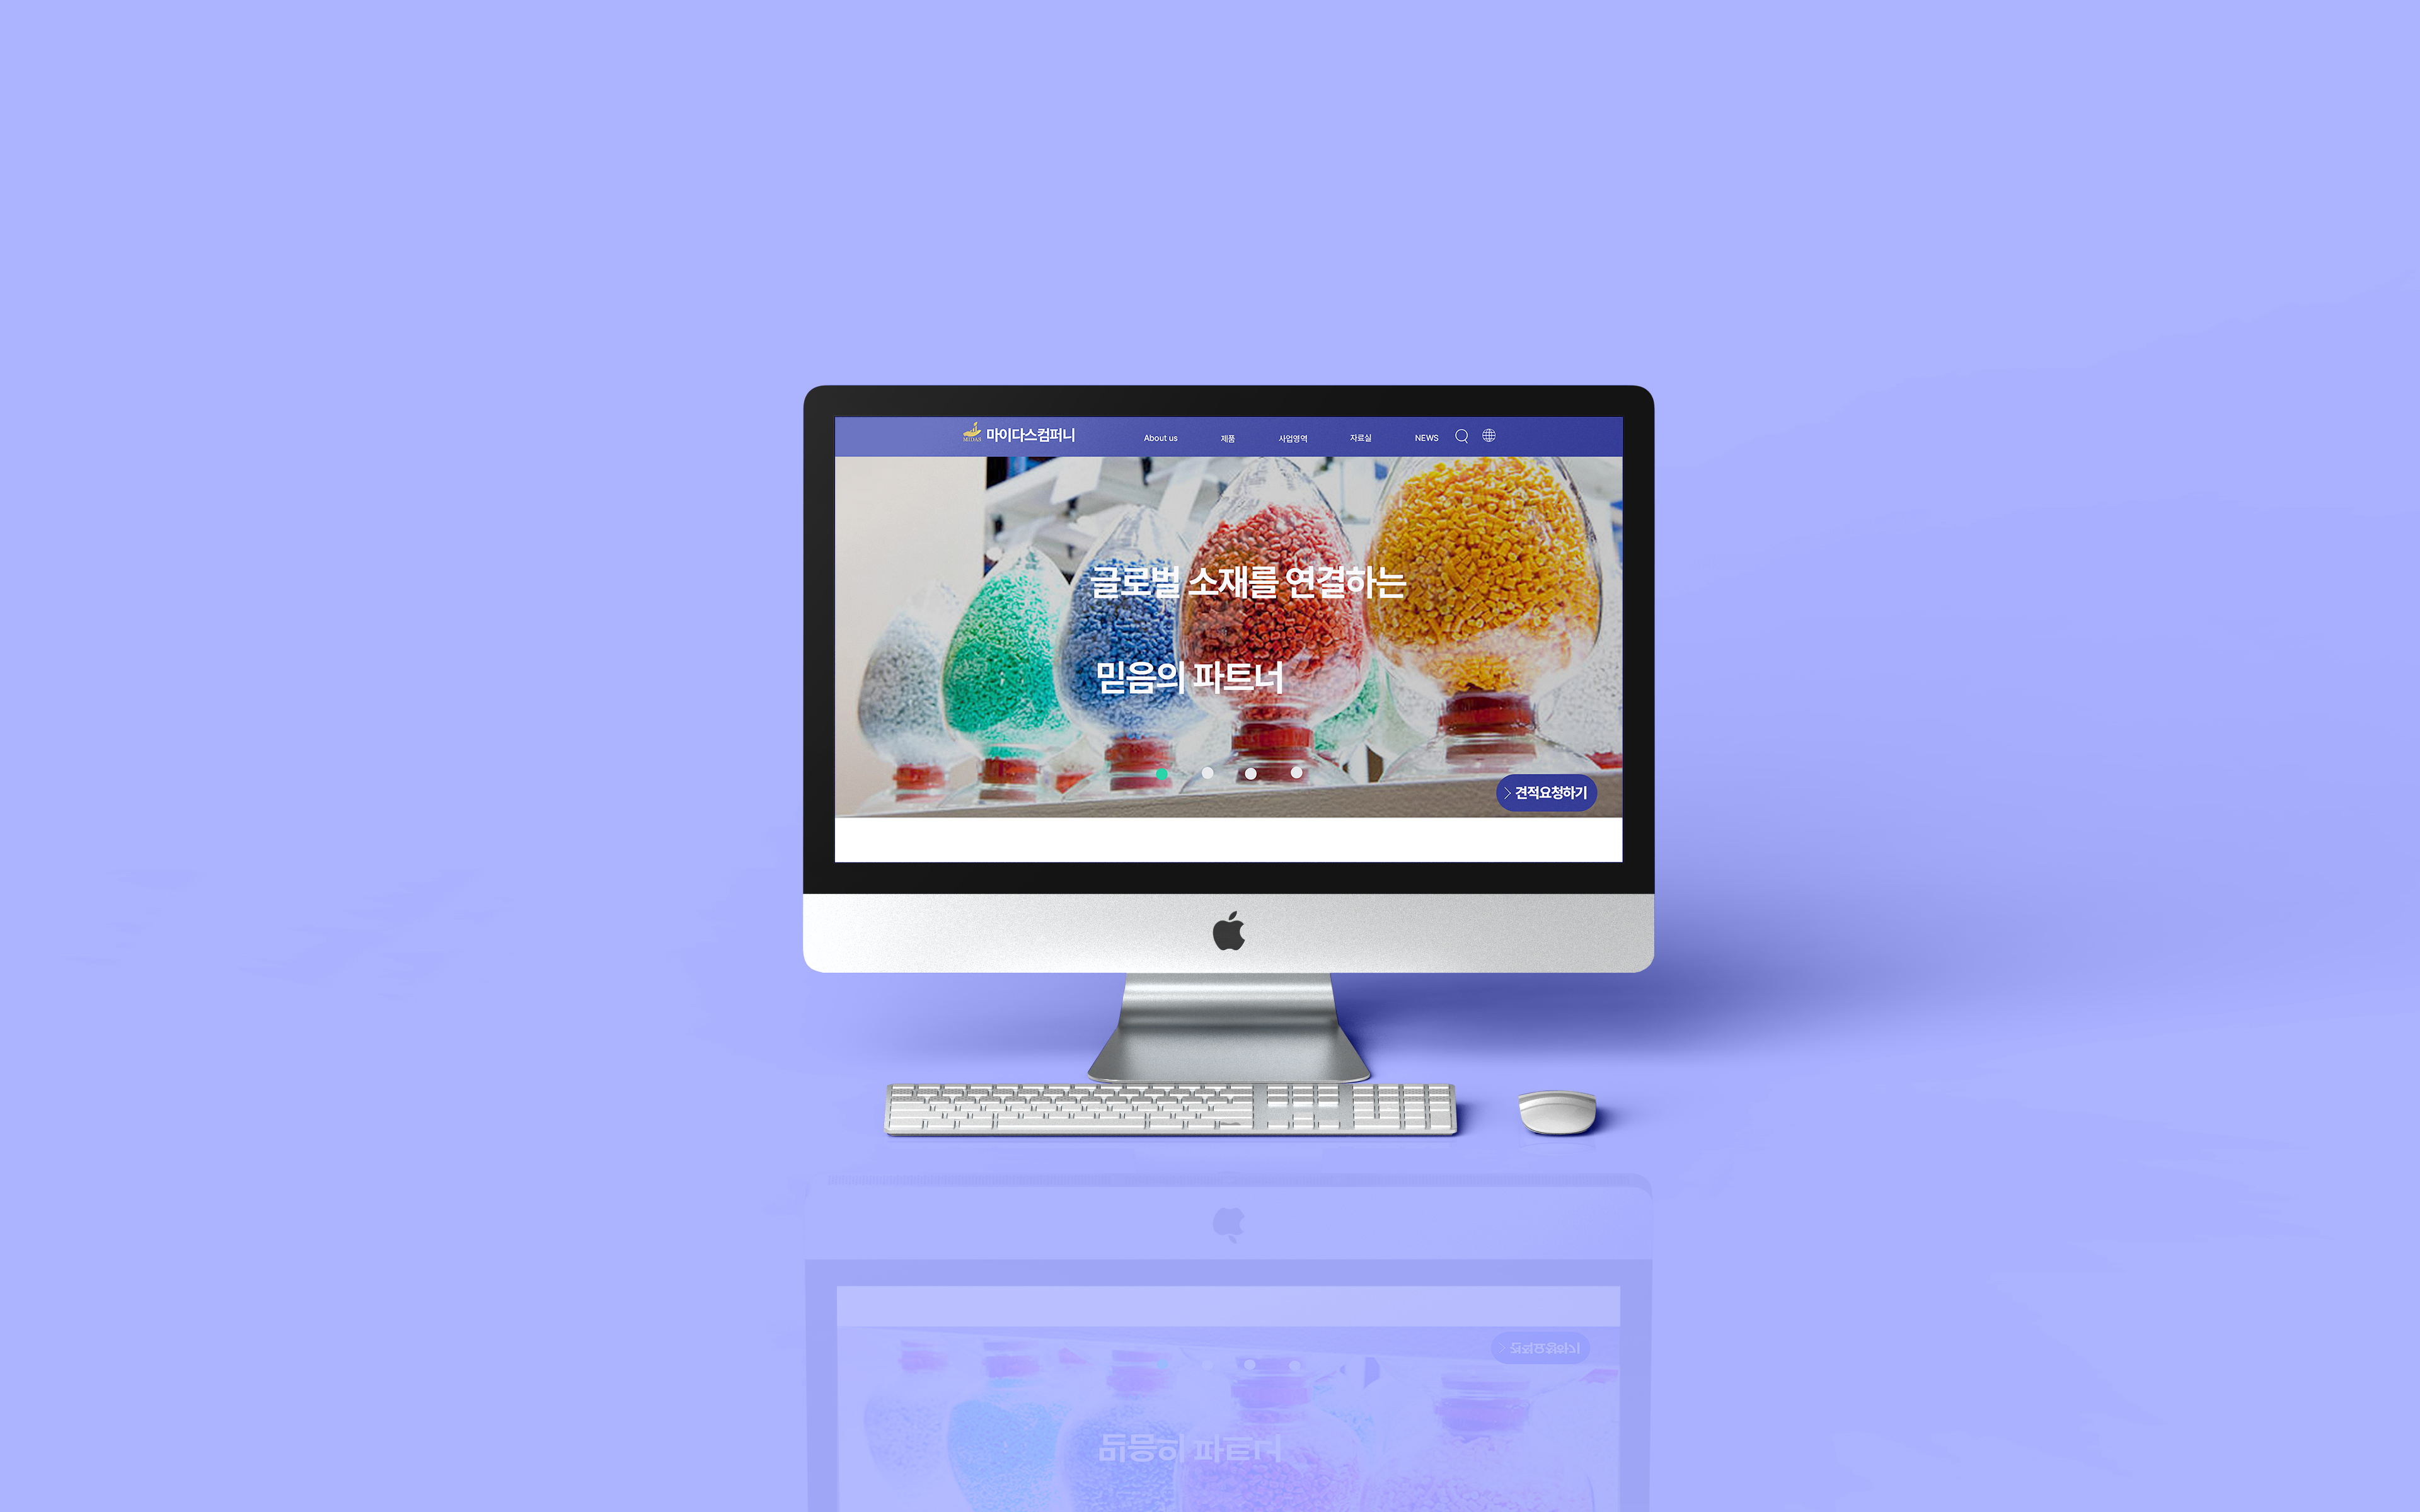 MIDAS
마이다스컴퍼니
About us
제품
사업영역
자료실
NEWS
글로벌 소재를 연결하는
믿음의 파트너
견적요청하기